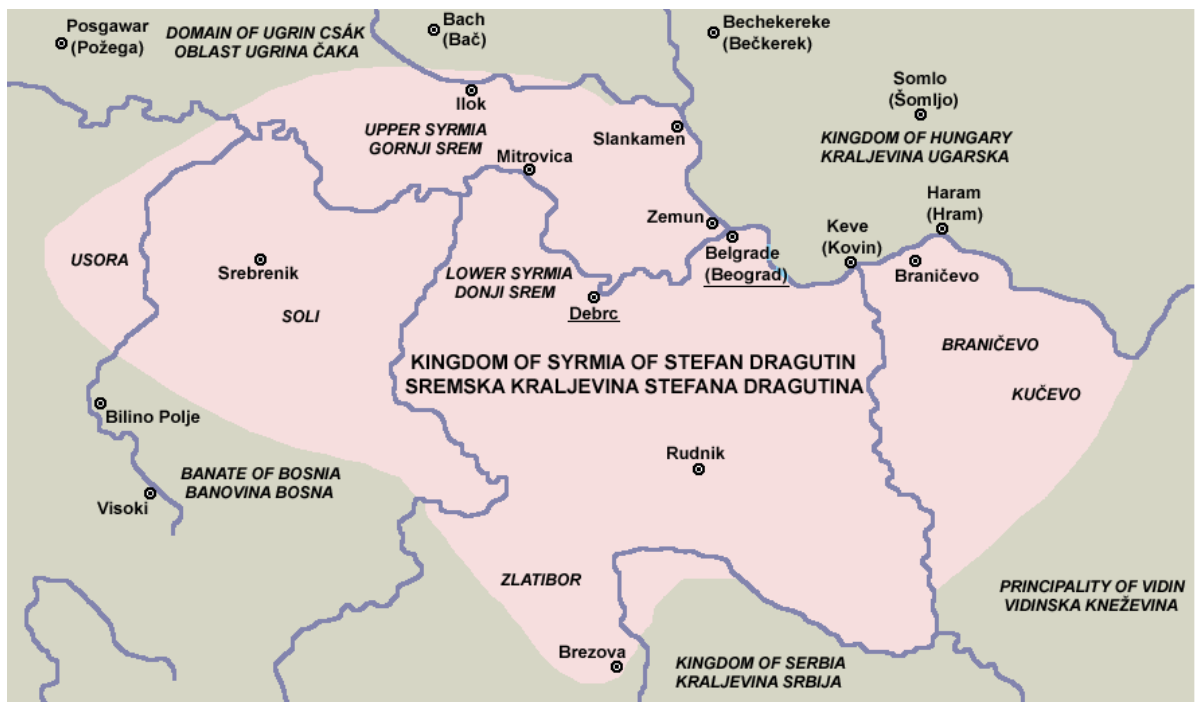 Posgawar
(Požega)
DOMAIN OF UGRIN CSÁK
OBLAST UGRINA ČAKA
Bach
(Bač)
Bechekereke
(Bečkerek)
Somlo
(Šomljo)
KINGDOM OF HUNGARY
KRALJEVINA UGARSKA
Ilok
UPPER SYRMIA
GORNJI SREM
Slankamen
Mitrovica
Haram
(Hram)
Zemun
Keve
(Kovin)
Belgrade
(Beograd)
Braničevo
USORA
Srebrenik
LOWER SYRMIA
DONJI SREM
Debrc
SOLI
BRANIČEVO
KINGDOM OF SYRMIA OF STEFAN DRAGUTIN
SREMSKA KRALJEVINA STEFANA DRAGUTINA
KUČEVO
Bilino Polje
Rudnik
BANATE OF BOSNIA
BANOVINA BOSNA
Visoki
ZLATIBOR
PRINCIPALITY OF VIDIN
VIDINSKA KNEŽEVINA
Brezova
KINGDOM OF SERBIA
KRALJEVINA SRBIJA